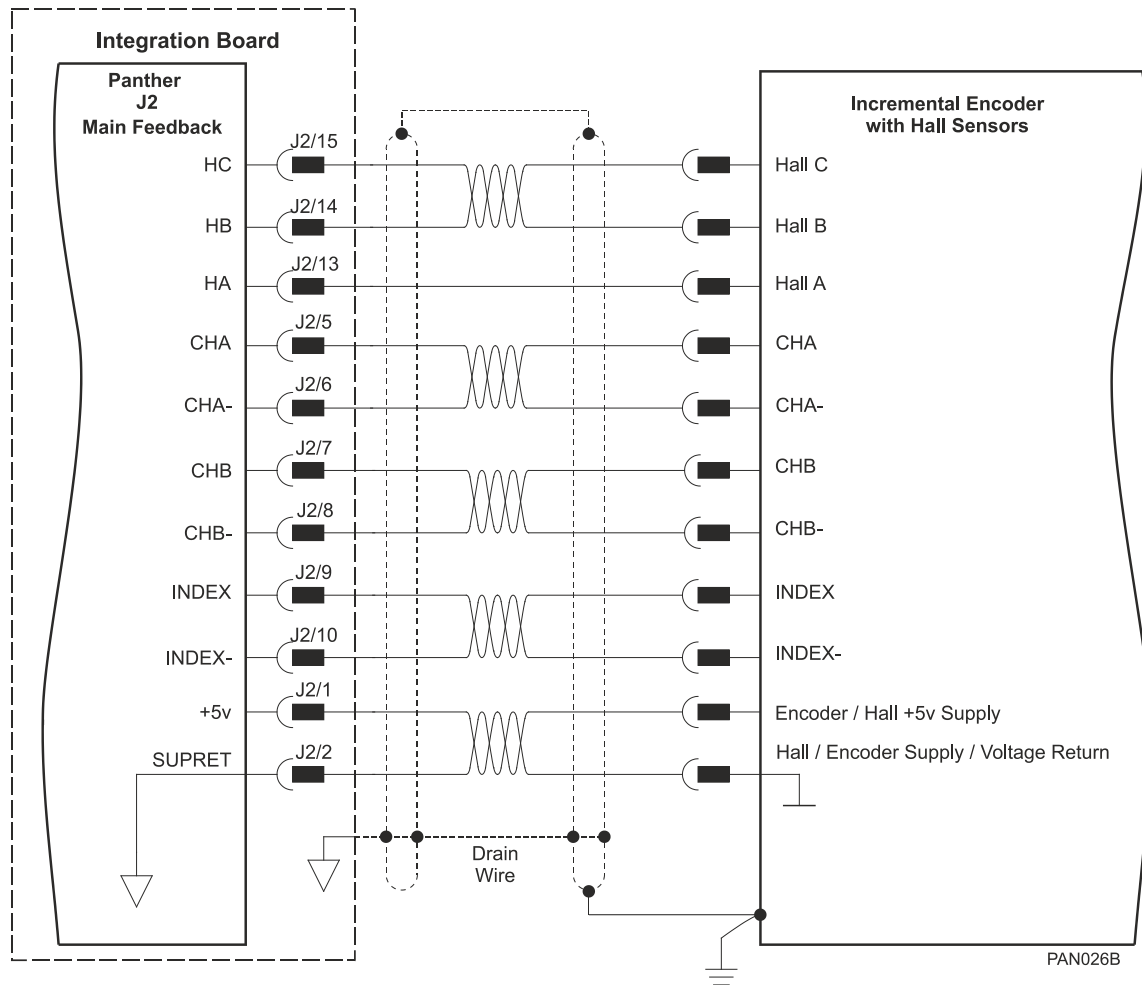 Integration Board
Panther
J2
Main Feedback
Incremental Encoder
with Hall Sensors
HC
J2/15
Hall C
HB
J2/14
Hall B
HA
J2/13
Hall A
CHA
J2/5
CHA
CHA-
J2/6
CHA-
CHB
J2/7
CHB
CHB-
J2/8
CHB-
INDEX
J2/9
INDEX
INDEX-
J2/10
INDEX-
+5v
J2/1
Encoder / Hall +5v Supply
SUPRET
J2/2
Hall / Encoder Supply / Voltage Return
Drain
Wire
PAN026B